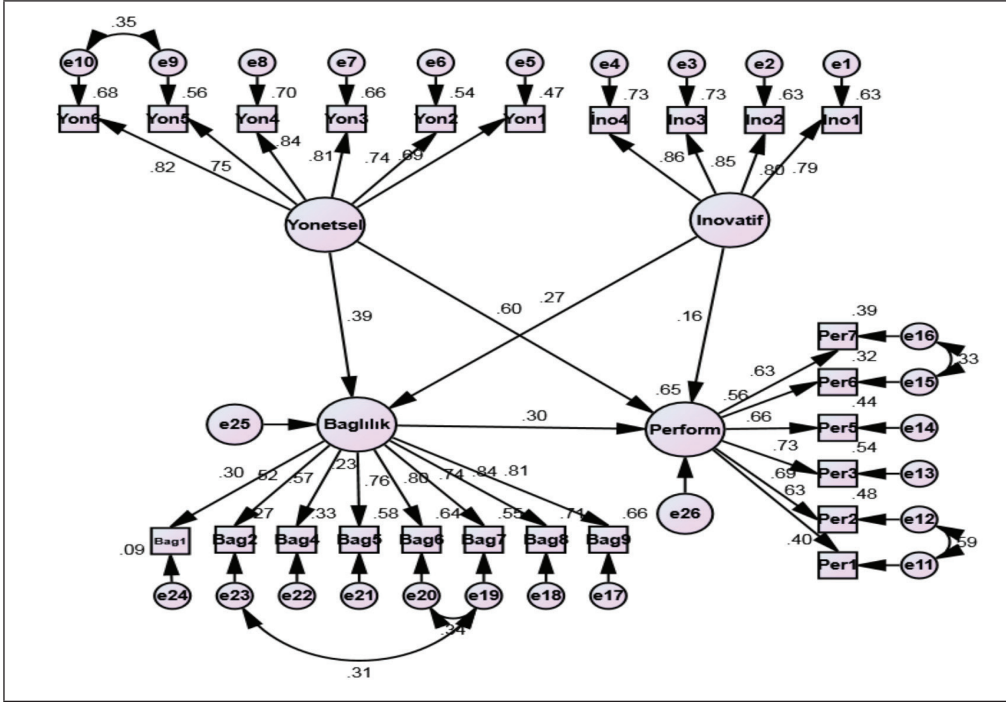 .35
e10 e9 e8 e7 e6 e5 e4 e3 e2 e1
.68 .56 .70 .66 .54 .47 .73 .73 .63 .63
Yon6 Yon5 Yon4 Yon3 Yon2 Yon1 İno4 Ino3 Ino2 Ino1
.82 .75 .84 .81 .74 .69 .86 .85 .80 .79
Yonetsel Inovatif
.39 .60 .27 .16
.39
Per7 e16
.63 .32 .33
.65 .56 Per6 e15
.44
e25 Baglılık .30 Perform .66 Per5 e14
.73 .54
.30 .52 .57 .23 .76 .80 .74 .84 .81 .69 Per3 e13
.63 .48
.27 .33 .58 .64 .55 .71 .66 e26 Per2 e12
.09 Bag1 Bag2 Bag4 Bag5 Bag6 Bag7 Bag8 Bag9 .40 .59
Per1 e11
e24 e23 e22 e21 e20 e19 e18 e17
.34
.31